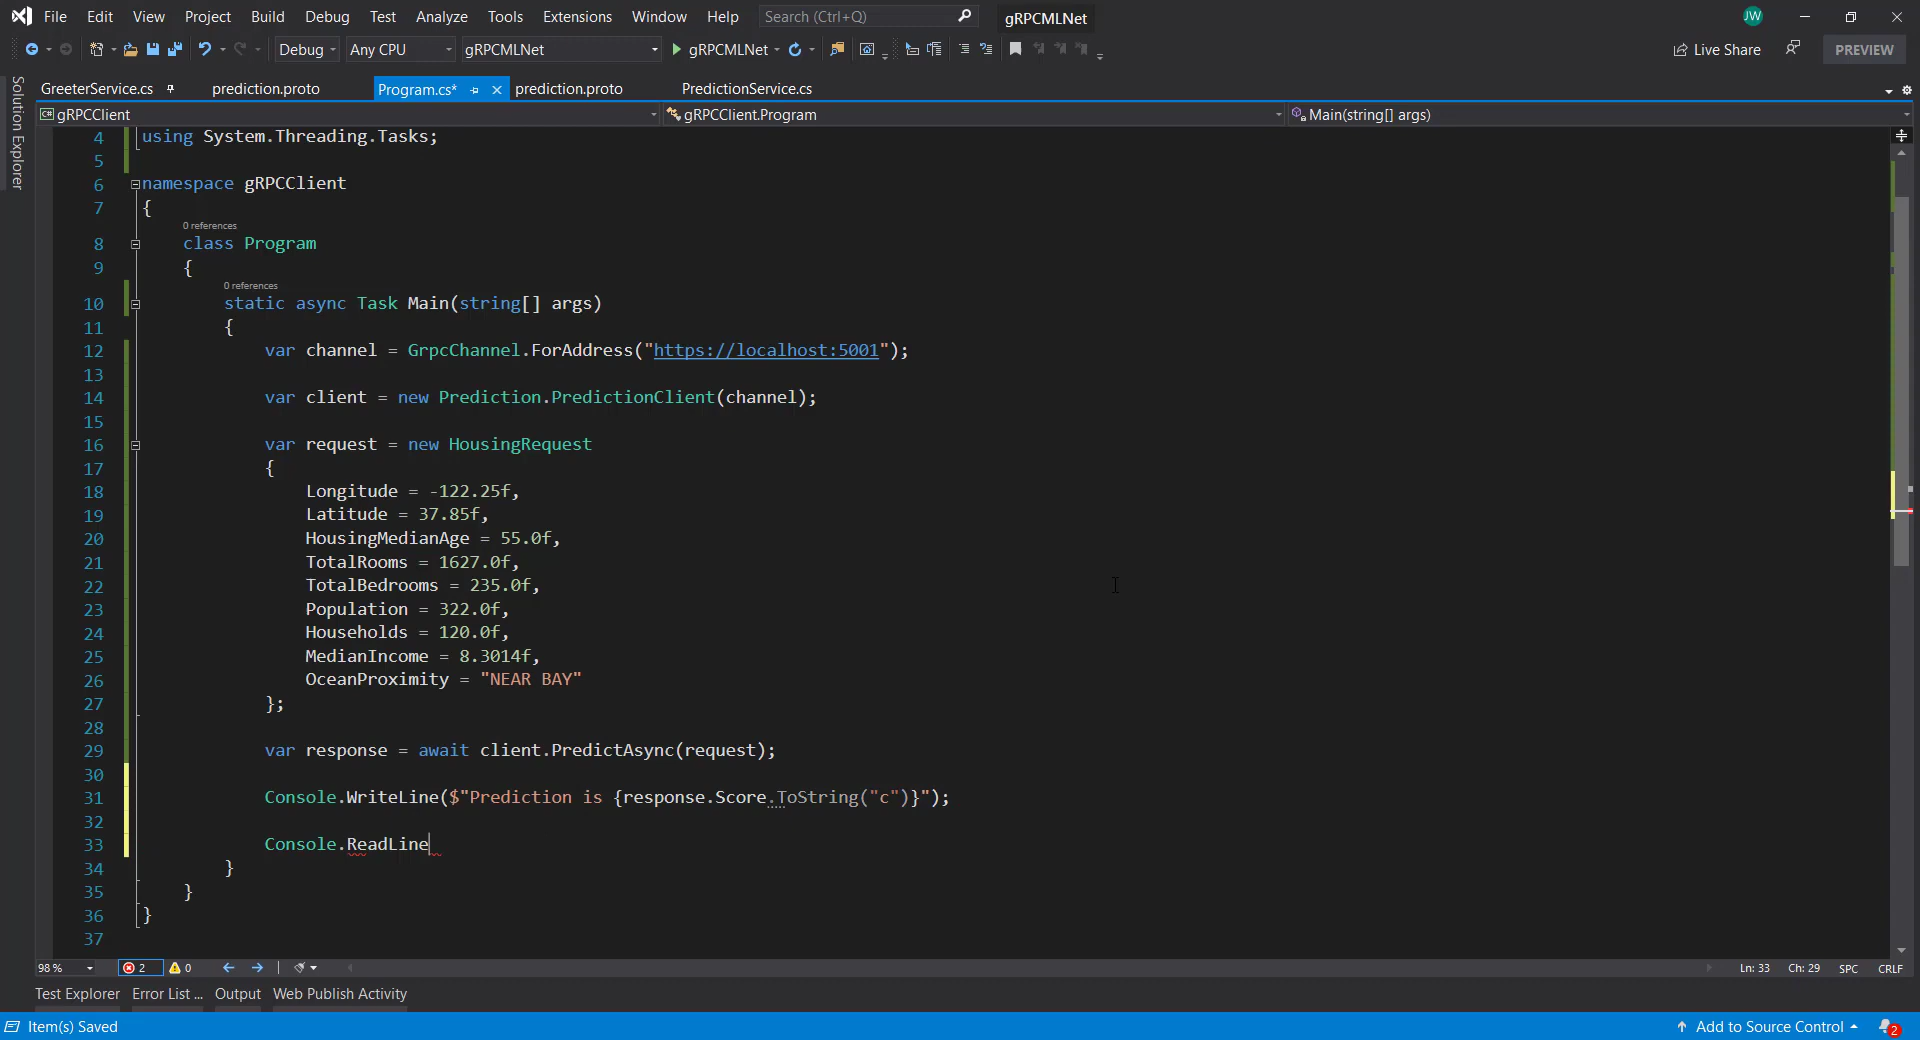 File Edit View Project Build Debug Test Analyze Tools Extensions Window Help Search (Ctrl+Q) gRPCMLNet JW
Debug Any CPU gRPCMLNet gRPCMLNet Live Share PREVIEW
GreeterService.cs prediction.proto Program.cs* prediction.proto PredictionService.cs
gRPCClient gRPCClient.Program Main(string[] args)
Solution Explorer
4 using System.Threading.Tasks;
5
6 namespace gRPCClient
7 {
0 references
8 class Program
9 {
0 references
10 static async Task Main(string[] args)
11 {
12 var channel = GrpcChannel.ForAddress("https://localhost:5001");
13
14 var client = new Prediction.PredictionClient(channel);
15
16 var request = new HousingRequest
17 {
18 Longitude = -122.25f,
19 Latitude = 37.85f,
20 HousingMedianAge = 55.0f,
21 TotalRooms = 1627.0f,
22 TotalBedrooms = 235.0f,
23 Population = 322.0f,
24 Households = 120.0f,
25 MedianIncome = 8.3014f,
26 OceanProximity = "NEAR BAY"
27 };
28
29 var response = await client.PredictAsync(request);
30
31 Console.WriteLine($"Prediction is {response.Score.ToString("c")}");
32
33 Console.ReadLine
34 }
35 }
36 }
37
98 % 2 0 Ln: 33 Ch: 29 SPC CRLF
Test Explorer Error List ... Output Web Publish Activity
Item(s) Saved Add to Source Control 2